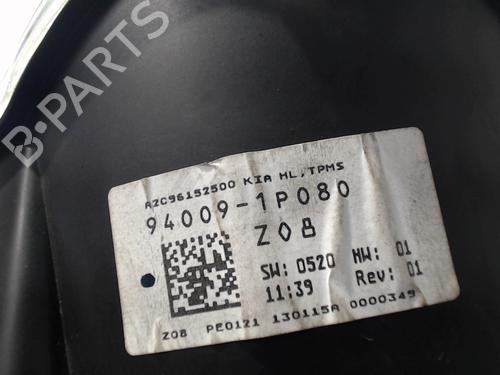 A2C96152500 KIA ML,TPMS
94009-1P080
Z08
SW: 0520 HW: 01
11:39 Rev: 01
Z08 PE0121 130115A 0000349
B-PARTS